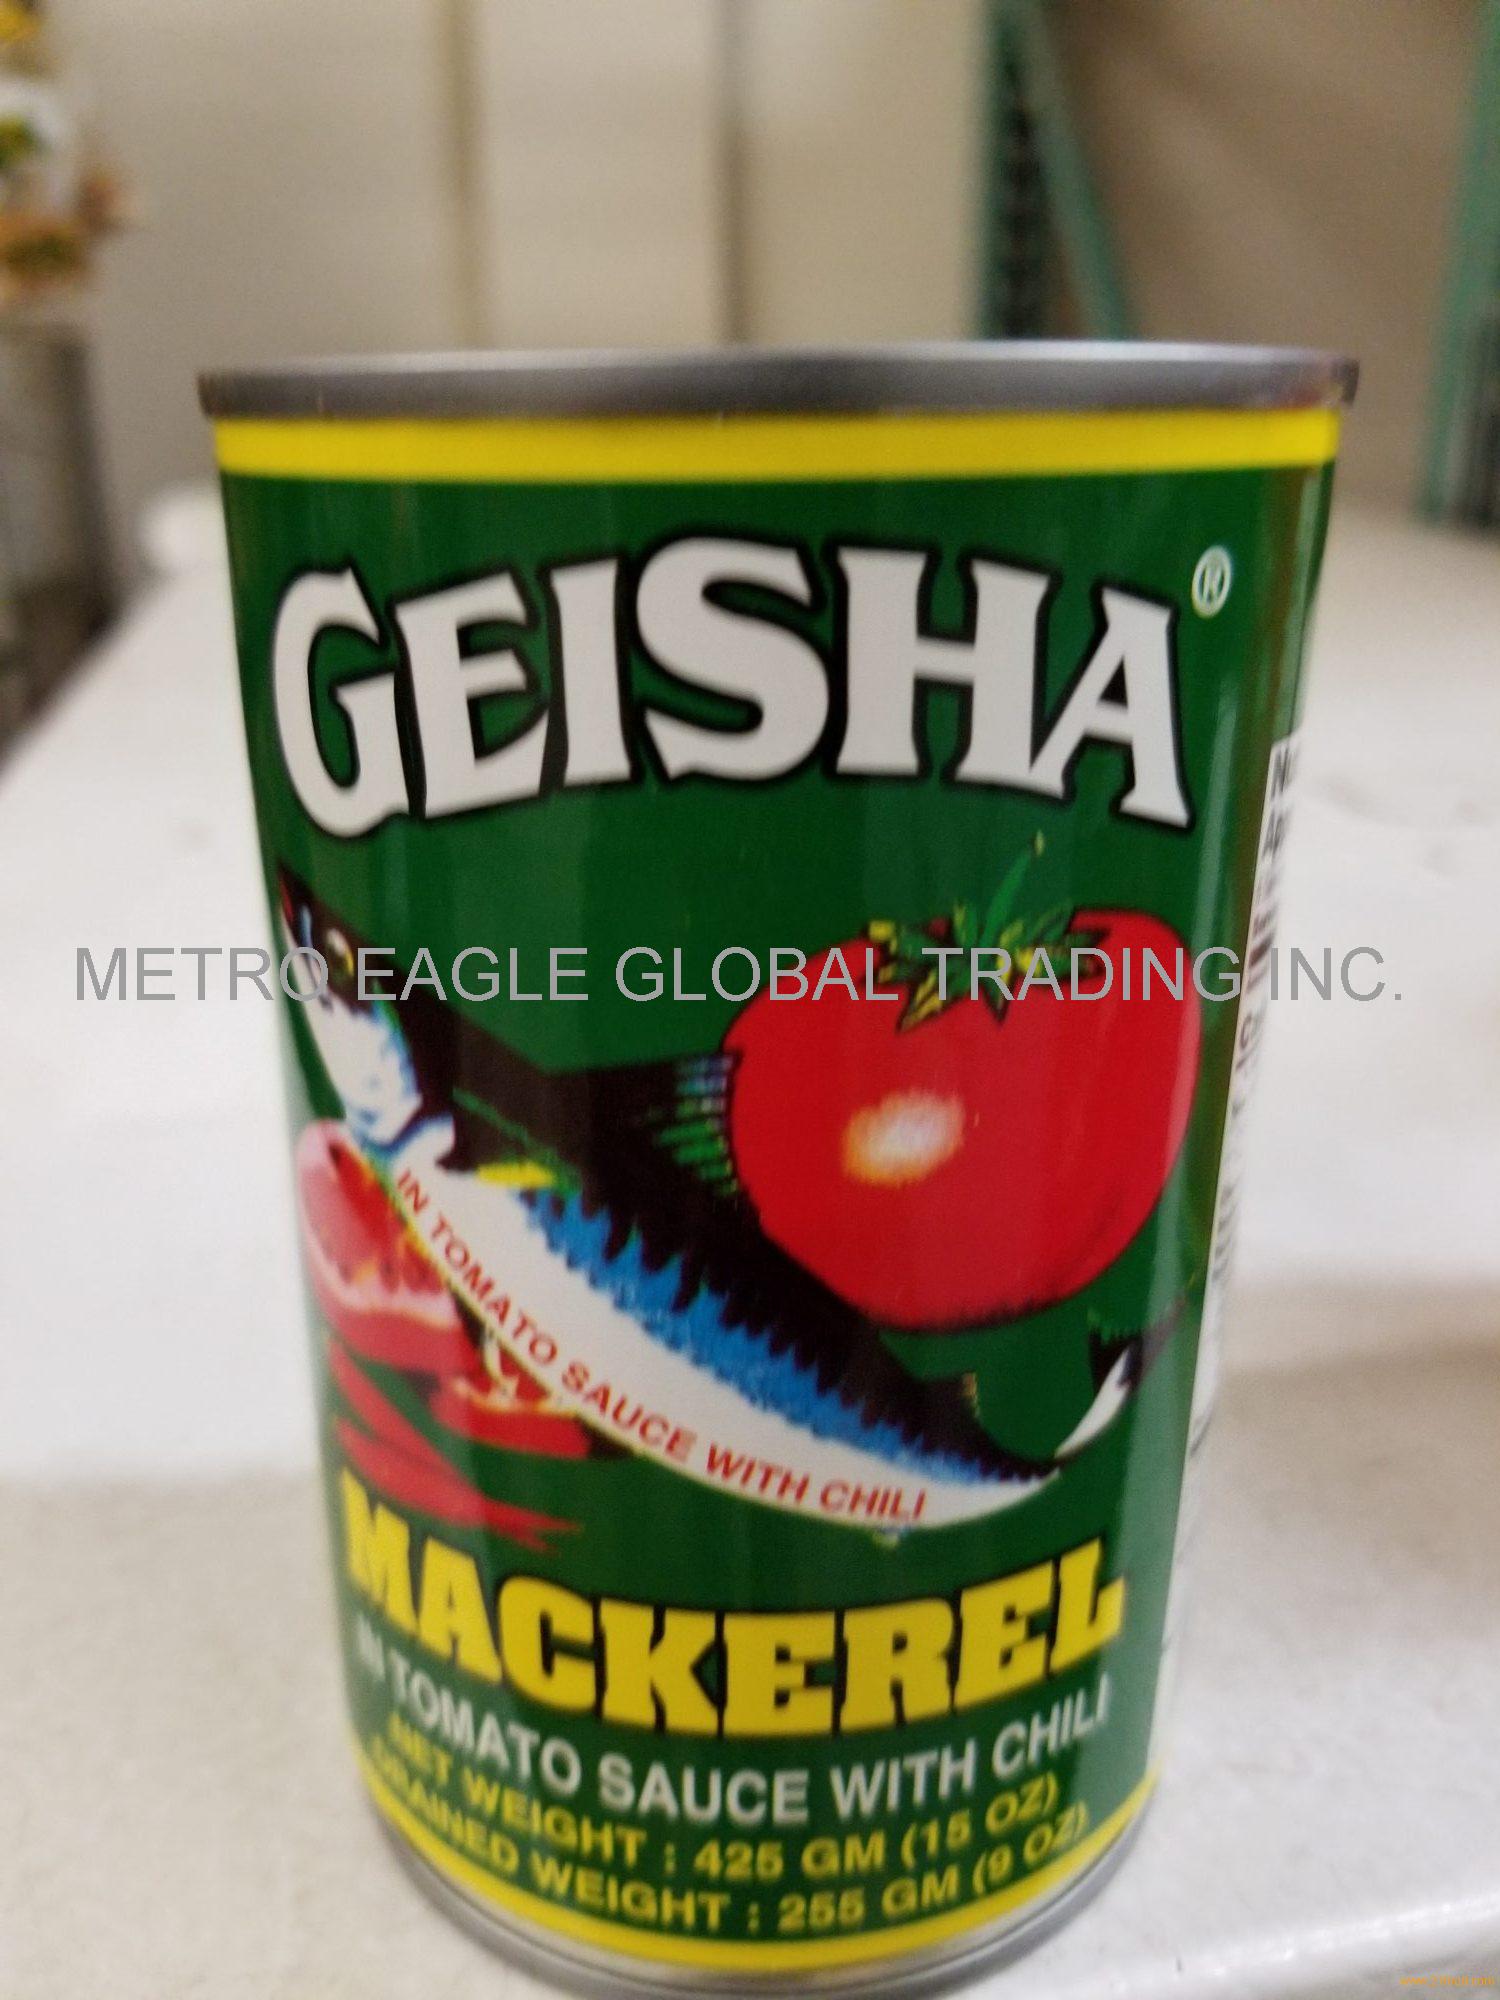 GEISHA®
METRO EAGLE GLOBAL TRADING INC.
IN TOMATO SAUCE WITH CHILI
MACKEREL
IN TOMATO SAUCE WITH CHILI
NET WEIGHT : 425 GM (15 OZ)
DRAINED WEIGHT : 255 GM (9 OZ)